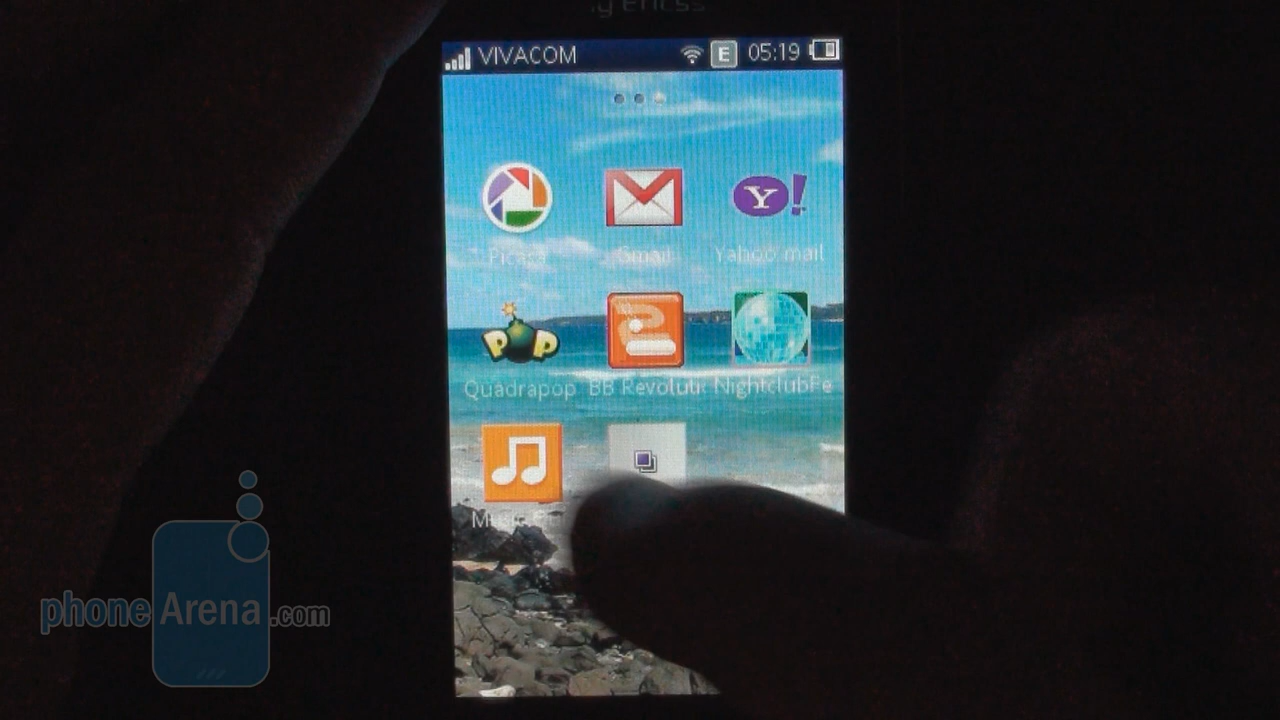 VIVACOM E 05:19
Picasa Gmail Yahoo mail
Quadrapop BB Revoluti NightclubFe
phoneArena.com